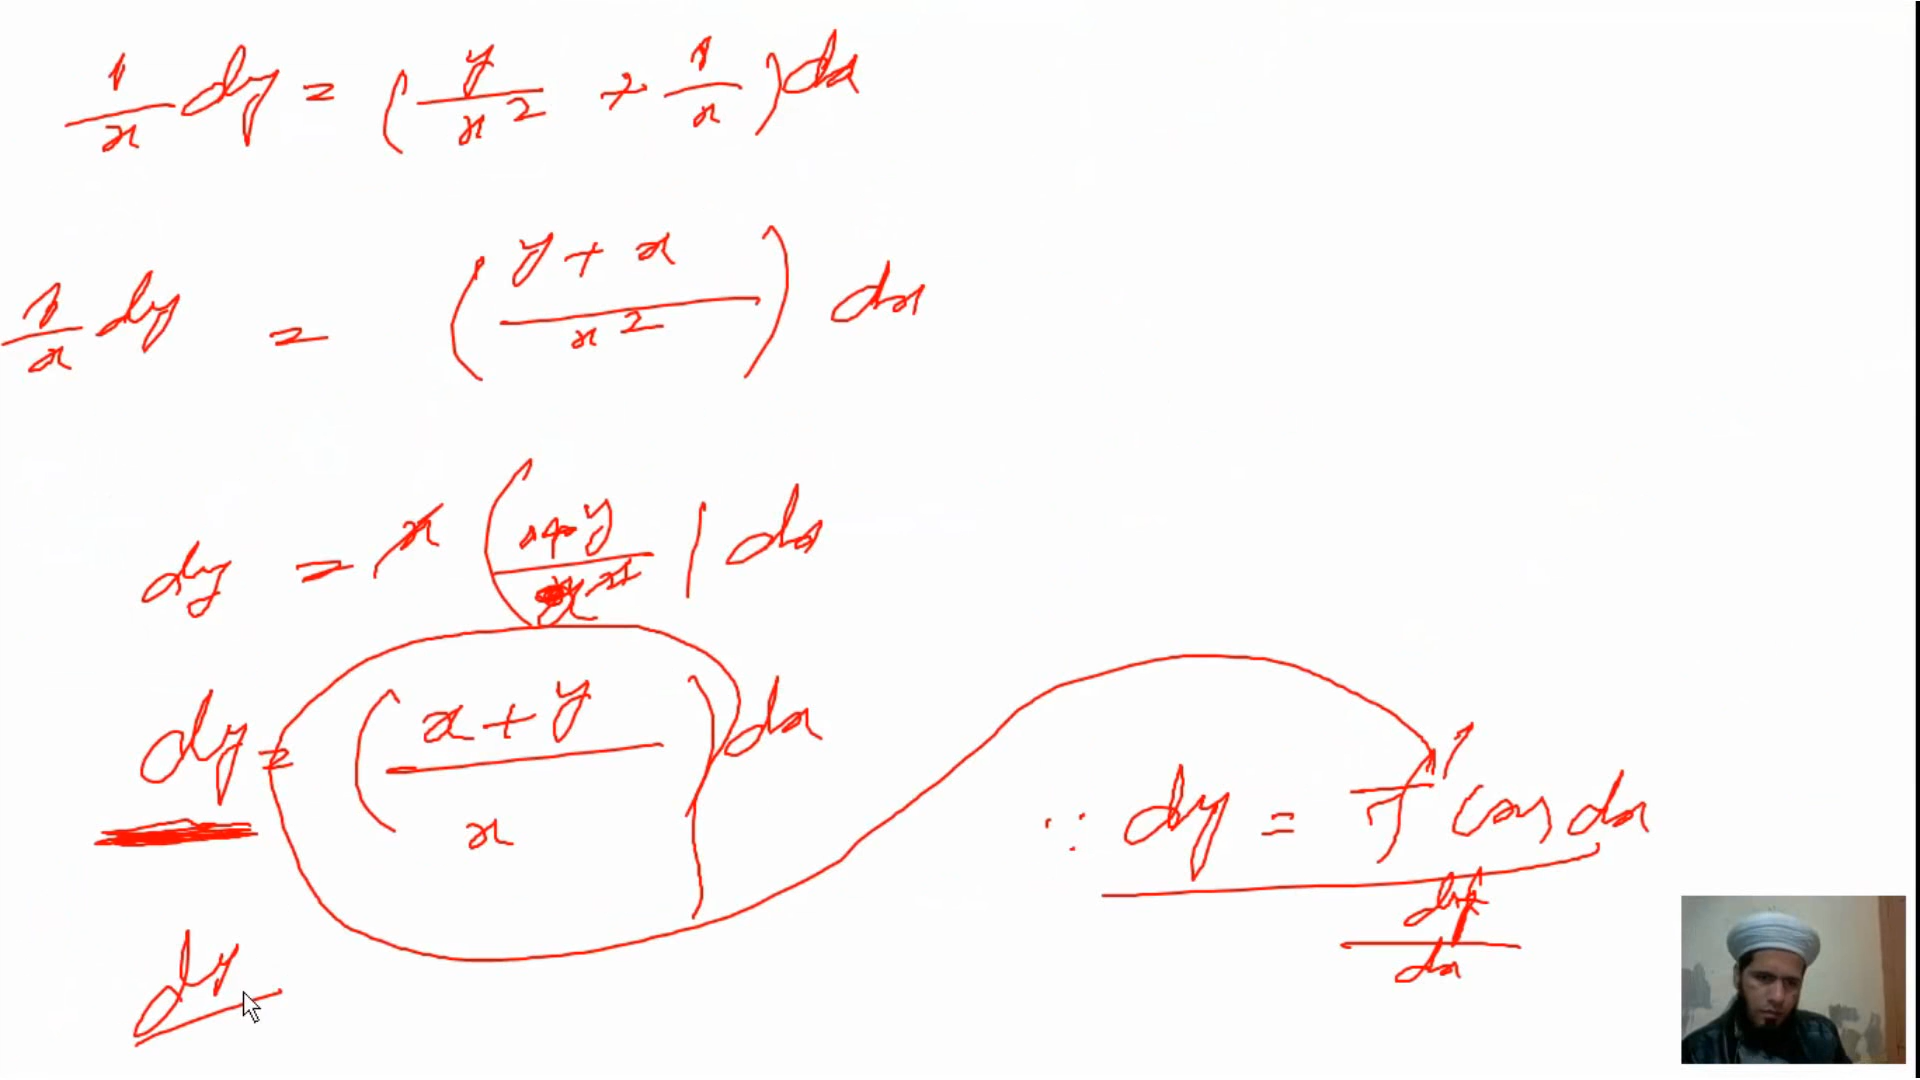 1/x dy = (y/x² + 1/x) dx
1/x dy = ((y + x)/x²) dx
dy = x (x+y/x²) dx
dy = ((x + y)/x) dx
∵ dy = f'(x) dx
dy/dx
dy